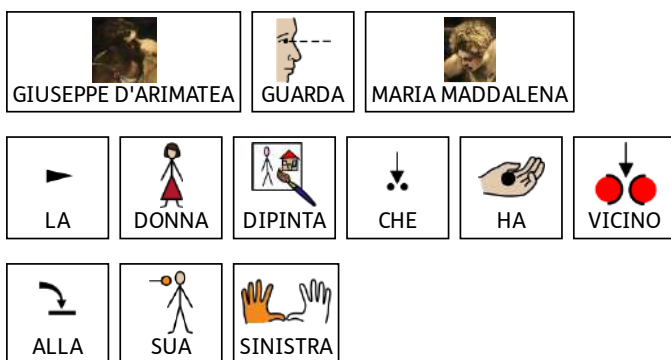 GIUSEPPE D'ARIMATEA GUARDA MARIA MADDALENA
LA DONNA DIPINTA CHE HA VICINO
ALLA SUA SINISTRA